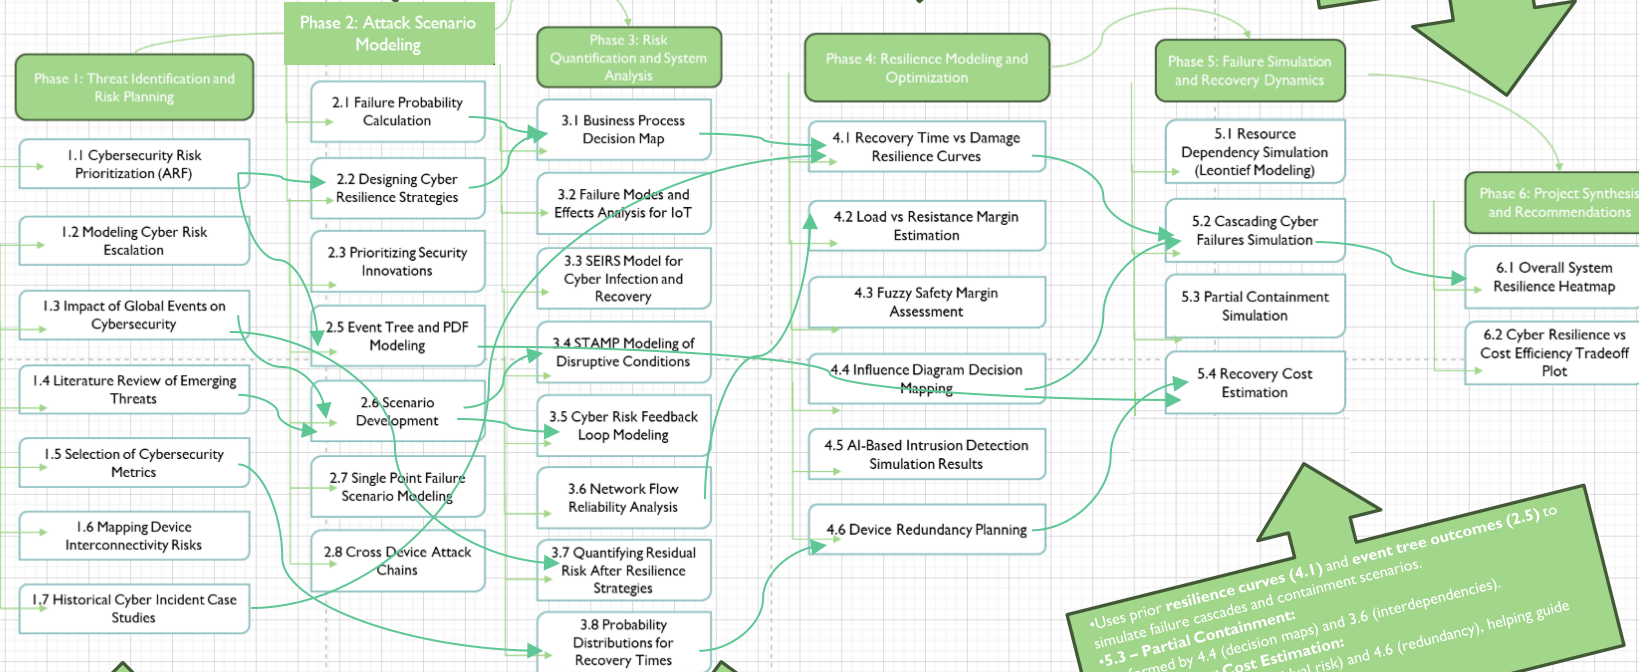 Phase 1: Threat Identification and
Risk Planning
1.1 Cybersecurity Risk
Prioritization (ARF)
1.2 Modeling Cyber Risk
Escalation
1.3 Impact of Global Events on
Cybersecurity
1.4 Literature Review of Emerging
Threats
1.5 Selection of Cybersecurity
Metrics
1.6 Mapping Device
Interconnectivity Risks
1.7 Historical Cyber Incident Case
Studies
Phase 2: Attack Scenario
Modeling
2.1 Failure Probability
Calculation
2.2 Designing Cyber
Resilience Strategies
2.3 Prioritizing Security
Innovations
2.5 Event Tree and PDF
Modeling
2.6 Scenario
Development
2.7 Single Point Failure
Scenario Modeling
2.8 Cross Device Attack
Chains
Phase 3: Risk
Quantification and System
Analysis
3.1 Business Process
Decision Map
3.2 Failure Modes and
Effects Analysis for IoT
3.3 SEIRS Model for
Cyber Infection and
Recovery
3.4 STAMP Modeling of
Disruptive Conditions
3.5 Cyber Risk Feedback
Loop Modeling
3.6 Network Flow
Reliability Analysis
3.7 Quantifying Residual
Risk After Resilience
Strategies
3.8 Probability
Distributions for
Recovery Times
Phase 4: Resilience Modeling and
Optimization
4.1 Recovery Time vs Damage
Resilience Curves
4.2 Load vs Resistance Margin
Estimation
4.3 Fuzzy Safety Margin
Assessment
4.4 Influence Diagram Decision
Mapping
4.5 AI-Based Intrusion Detection
Simulation Results
4.6 Device Redundancy Planning
Phase 5: Failure Simulation
and Recovery Dynamics
5.1 Resource
Dependency Simulation
(Leontief Modeling)
5.2 Cascading Cyber
Failures Simulation
5.3 Partial Containment
Simulation
5.4 Recovery Cost
Estimation
Phase 6: Project Synthesis
and Recommendations
6.1 Overall System
Resilience Heatmap
6.2 Cyber Resilience vs
Cost Efficiency Tradeoff
Plot
•Uses prior resilience curves (4.1) and event tree outcomes (2.5) to
simulate failure cascades and containment scenarios.
•5.3 – Partial Containment:
by 4.4 (decision maps) and 3.6 (interdependencies).
Cost Estimation:
risk) and 4.6 (redundancy), helping guide